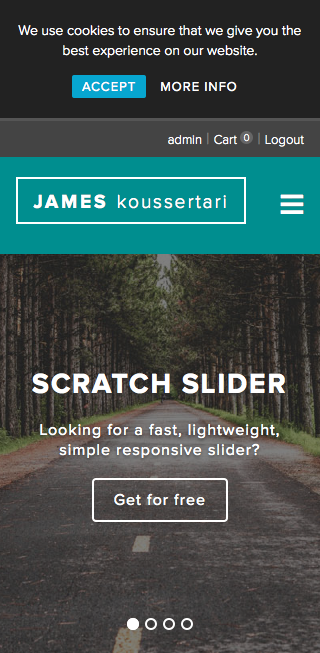 We use cookies to ensure that we give you the
best experience on our website.
ACCEPT MORE INFO
admin | Cart 0 | Logout
JAMES koussertari
SCRATCH SLIDER
Looking for a fast, lightweight,
simple responsive slider?
Get for free